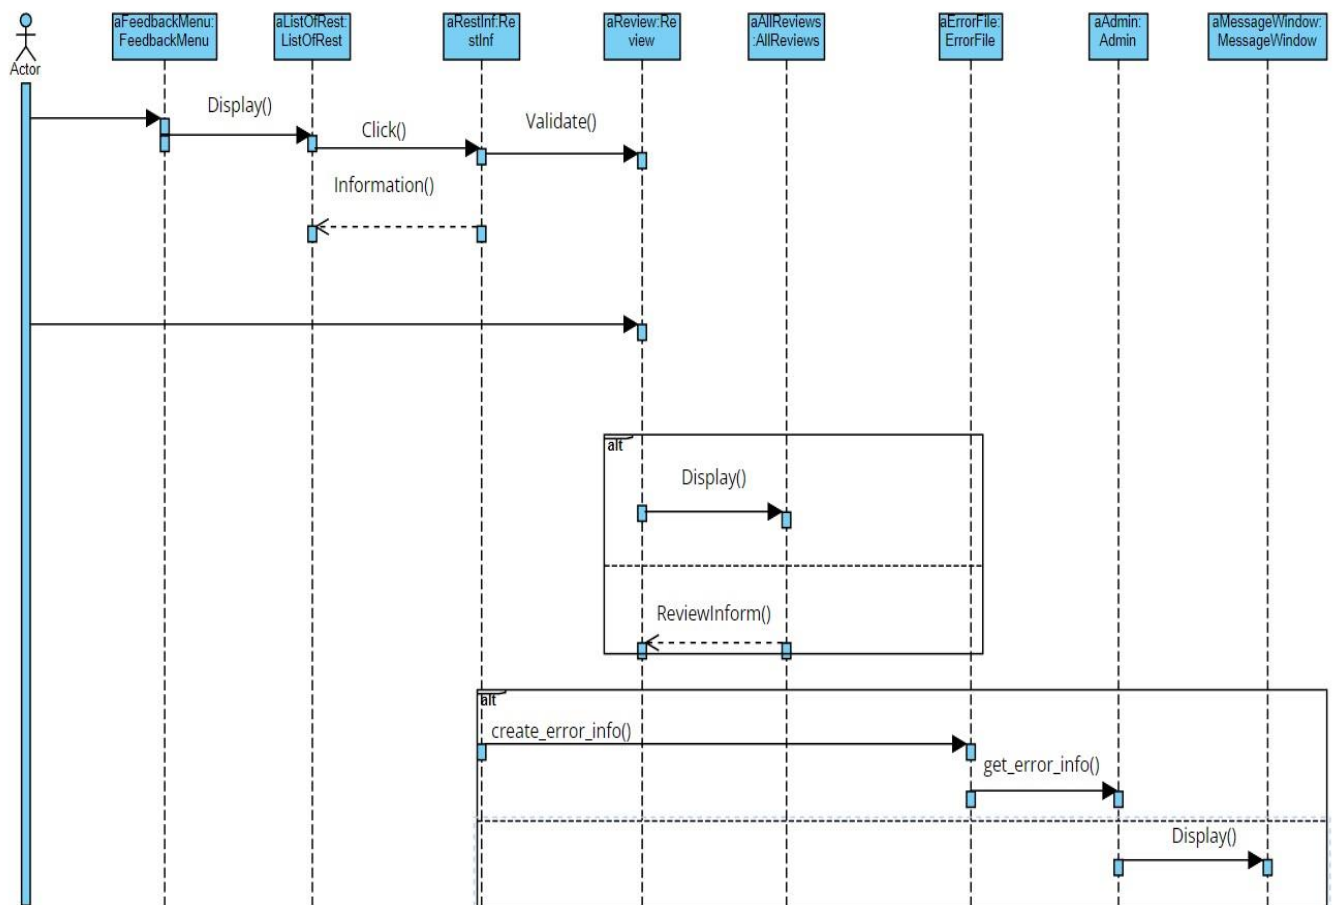 Actor
aFeedbackMenu:
FeedbackMenu
aListOfRest:
ListOfRest
aRestInf:Re
stInf
aReview:Re
view
aAllReviews
:AllReviews
aErrorFile:
ErrorFile
aAdmin:
Admin
aMessageWindow:
MessageWindow
Display()
Click()
Validate()
Information()
alt
Display()
ReviewInform()
alt
create_error_info()
get_error_info()
Display()